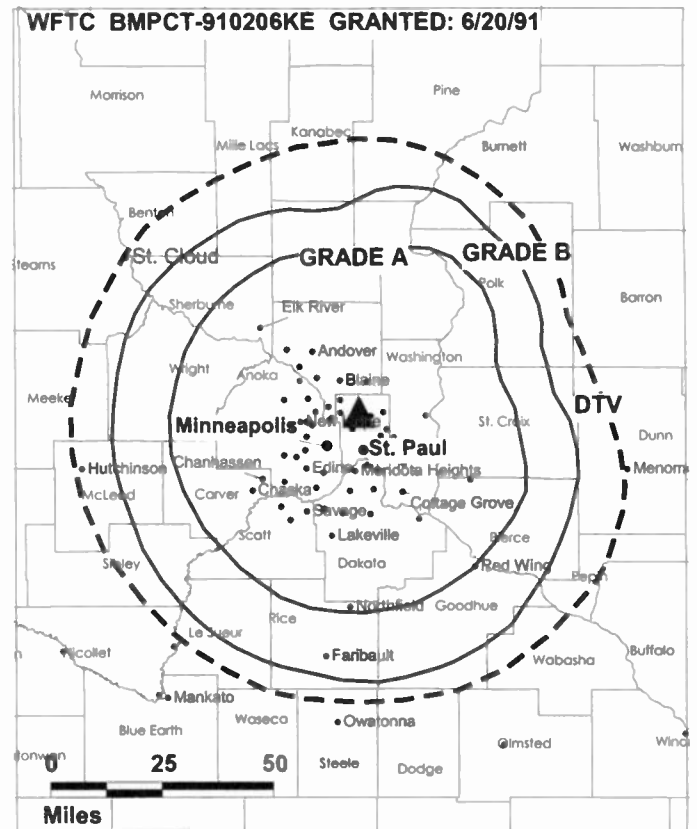 WFTC BMPCT-910206KE GRANTED: 6/20/91
Morrison
Pine
Kanabec
Mille Lacs
Burnett
Washburn
Benton
St. Cloud
GRADE A
GRADE B
Stearns
Polk
Barron
Sherburne
Elk River
Andover
Washington
Wright
Anoka
Blaine
Meeke
DTV
Minneapolis
St. Croix
Dunn
St. Paul
Hutchinson
Chanhassen
Edina
Mendota Heights
Menom
McLeod
Carver
Chaska
Cottage Grove
Savage
Scott
Lakeville
Pierce
Sibley
Dakota
Red Wing
Pepin
Northfield
Goodhue
Rice
Le Sueur
Nicollet
Faribault
Wabasha
Buffalo
Mankato
Waseca
Owatonna
Blue Earth
Olmsted
Wino
Steele
Dodge
0 25 50
Miles